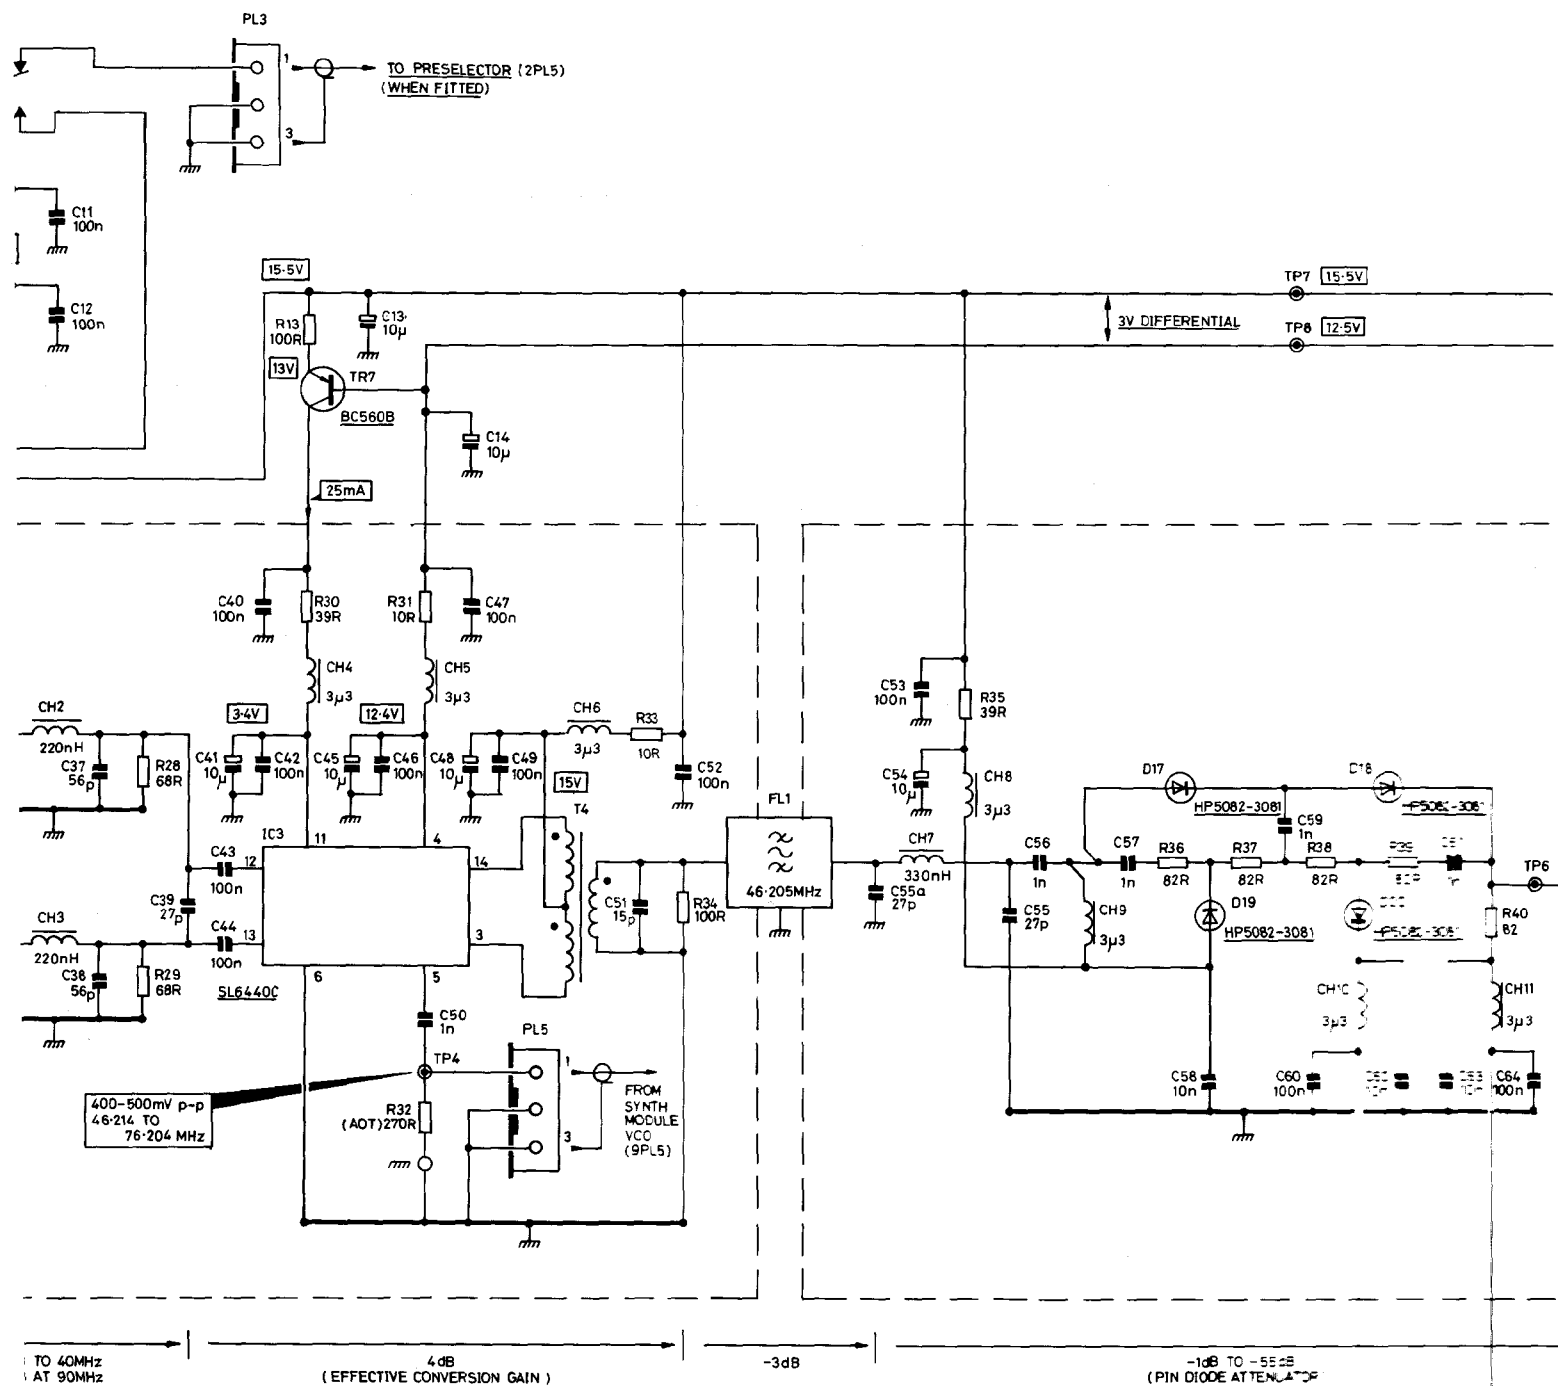 PL3
1
TO PRESELECTOR (2PL5)
(WHEN FITTED)
3
C11
100n
C12
100n
15·5V
R13
100R
C13
10µ
13V
TR7
BC560B
C14
10µ
25mA
TP7 15·5V
3V DIFFERENTIAL
TP8 12·5V
C40
100n
R30
39R
R31
10R
C47
100n
CH4
3µ3
CH5
3µ3
CH2
220nH
C37
56p
R28
68R
3·4V
12·4V
C41
10µ
C42
100n
C45
10µ
C46
100n
C48
10µ
C49
100n
CH6
3µ3
R33
10R
C52
100n
15V
T4
IC3
11
4
14
12
C43
100n
C39
27p
CH3
220nH
C44
100n
13
3
C38
56p
R29
68R
SL6440C
6
5
C51
15p
R34
100R
FL1
46·205MHz
C50
1n
TP4
PL5
1
3
FROM
SYNTH
MODULE
VCO
(9PL5)
R32
(AOT) 270R
400-500mV p-p
46·214 TO
76·204 MHz
C53
100n
R35
39R
C54
10µ
CH8
3µ3
CH7
330nH
C55a
27p
C56
1n
C57
1n
C55
27p
CH9
3µ3
D17
HP5082-3081
D18
C59
1n
R36
82R
R37
82R
R38
82R
D19
HP5082-3081
TP6
R40
82
CH10
3µ3
CH11
3µ3
C58
10n
C60
100n
C64
100n
TO 40MHz
AT 90MHz
4dB
(EFFECTIVE CONVERSION GAIN)
-3dB
-1dB TO -55dB
(PIN DIODE ATTENUATOR